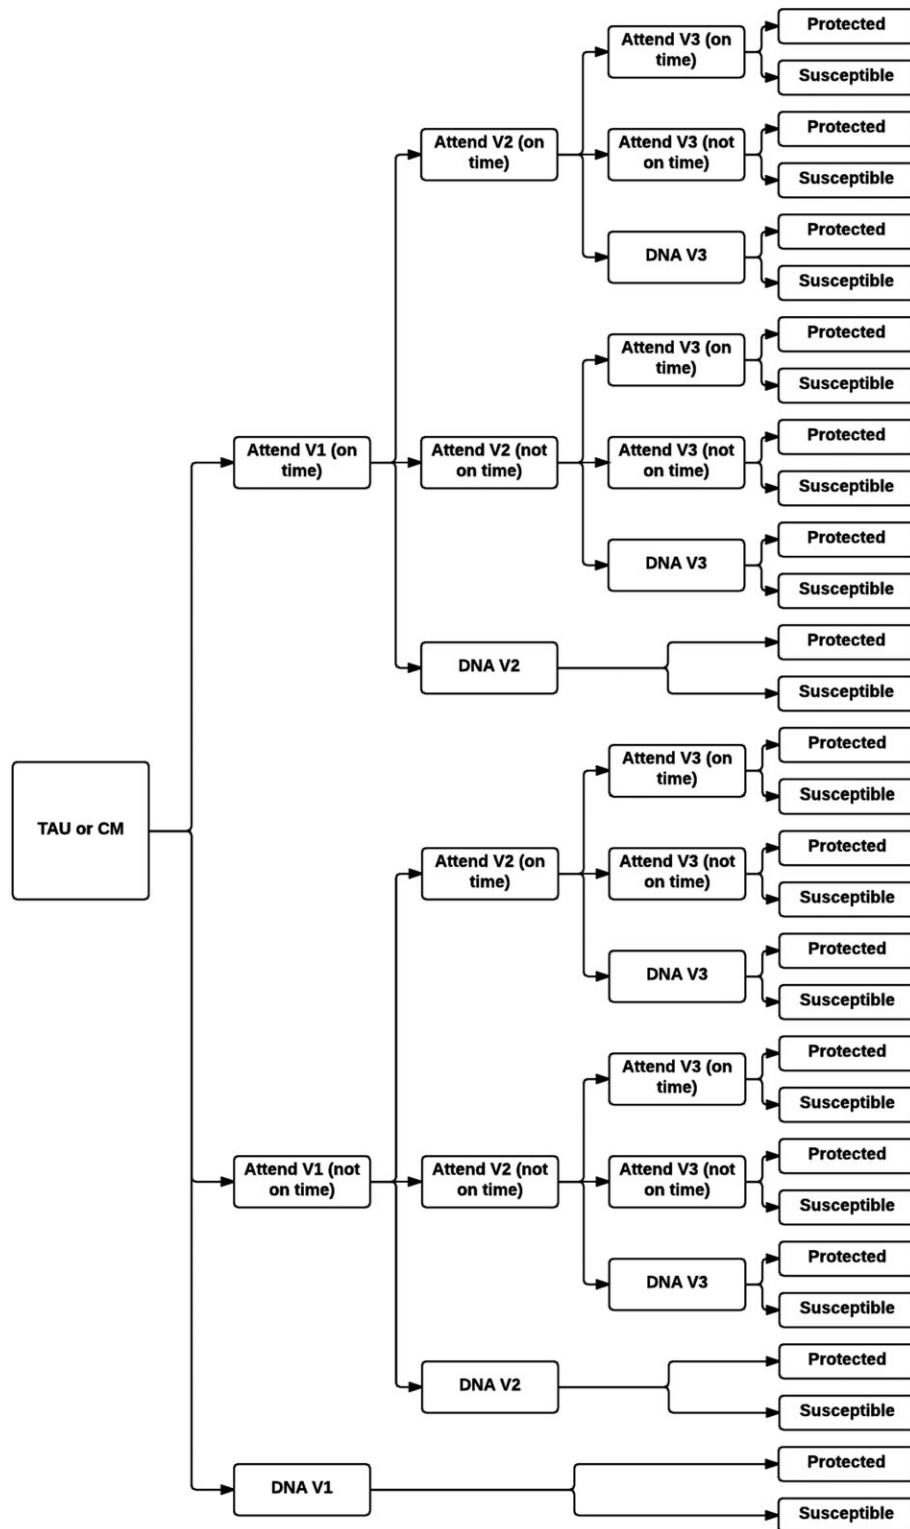 Protected
Attend V3 (on
time)
Susceptible
Protected
Attend V2 (on
time)
Attend V3 (not
on time)
Susceptible
Protected
DNA V3
Susceptible
Protected
Attend V3 (on
time)
Susceptible
Protected
Attend V1 (on
time)
Attend V2 (not
on time)
Attend V3 (not
on time)
Susceptible
Protected
DNA V3
Susceptible
Protected
DNA V2
Susceptible
Protected
Attend V3 (on
time)
Susceptible
TAU or CM
Protected
Attend V2 (on
time)
Attend V3 (not
on time)
Susceptible
Protected
DNA V3
Susceptible
Protected
Attend V3 (on
time)
Susceptible
Protected
Attend V1 (not
on time)
Attend V2 (not
on time)
Attend V3 (not
on time)
Susceptible
Protected
DNA V3
Susceptible
Protected
DNA V2
Susceptible
Protected
DNA V1
Susceptible